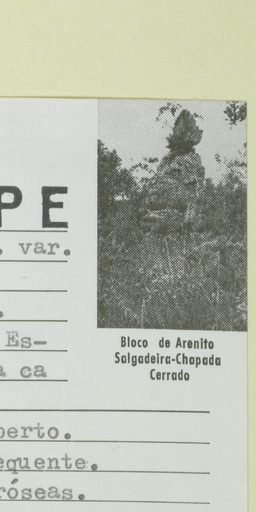 PE
. var.
.
Es-
a ca
berto.
equente.
róseas.
Bloco de Arenito
Salgadeira-Chapada
Cerrado